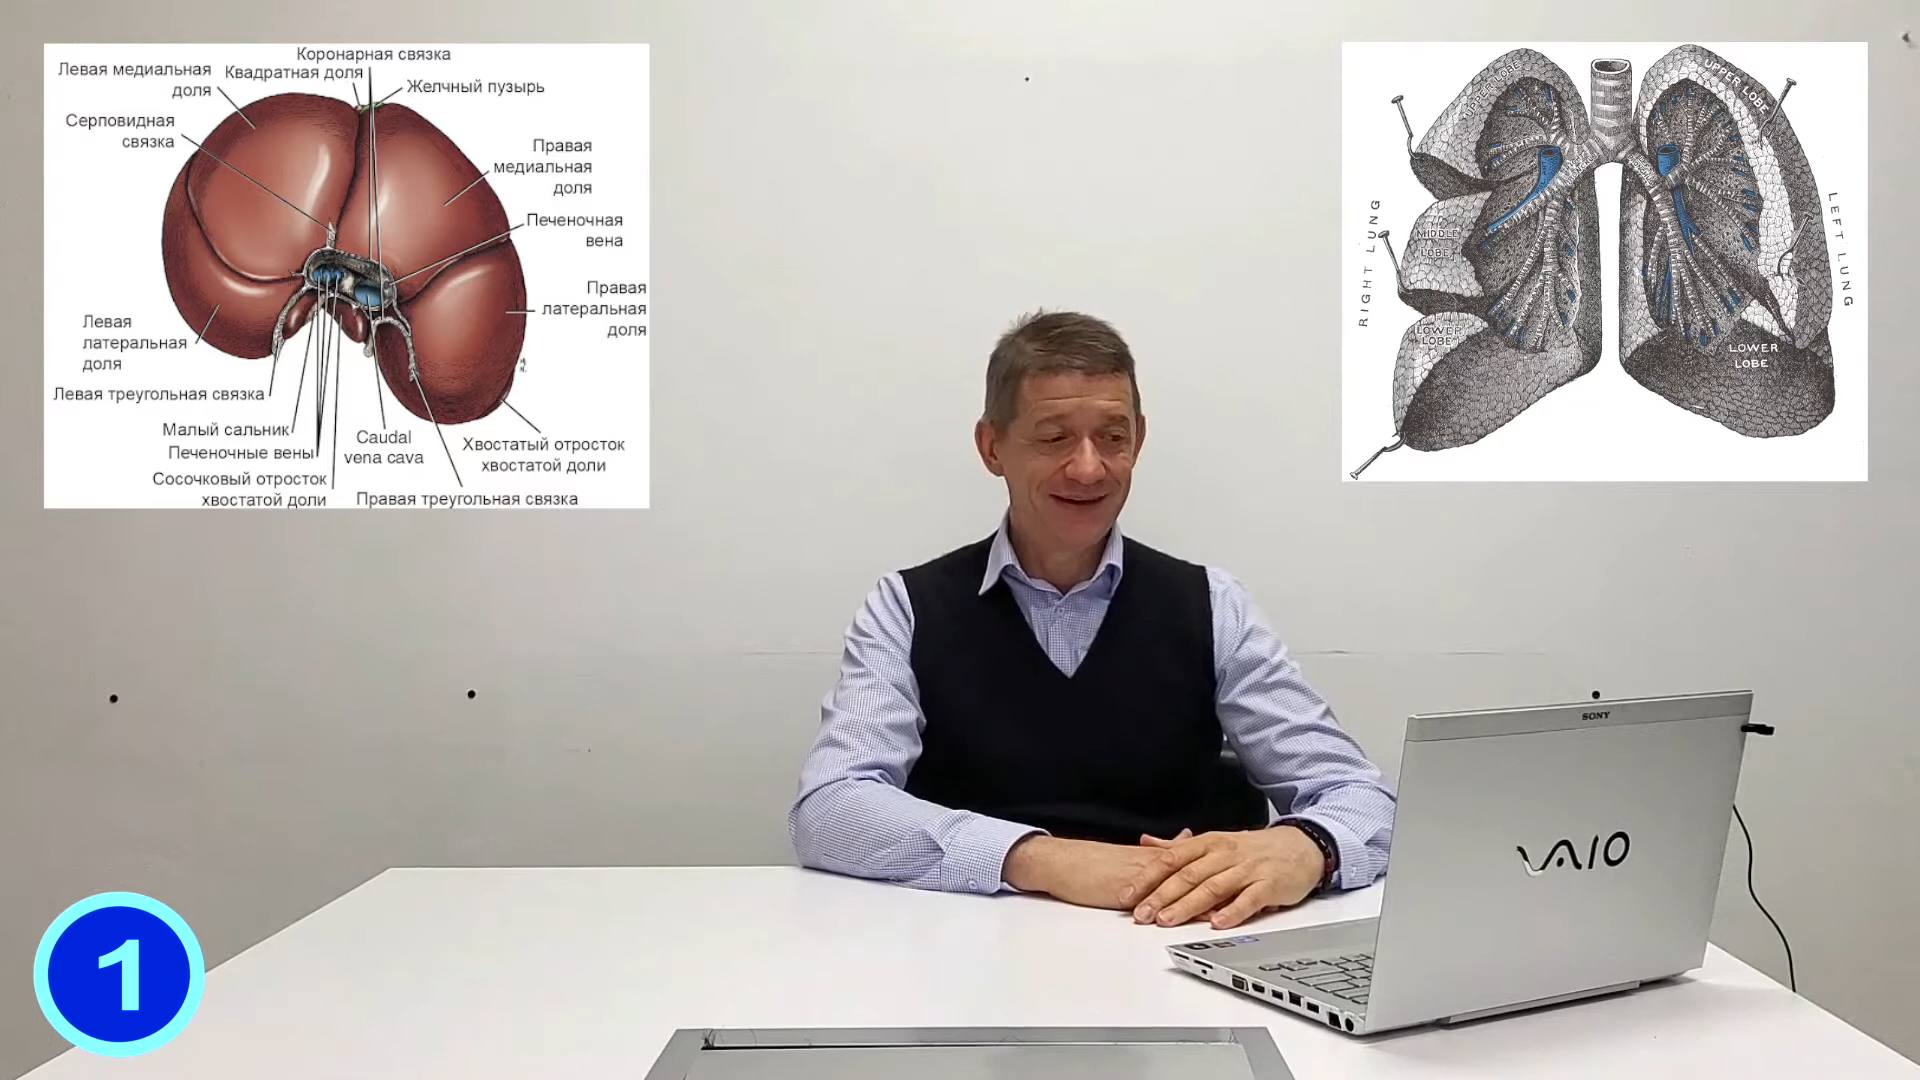 Коронарная связка
Левая медиальная
доля
Квадратная доля
Желчный пузырь
Серповидная
связка
Правая
медиальная
доля
Печеночная
вена
Правая
латеральная
доля
Левая
латеральная
доля
Левая треугольная связка
Малый сальник
Печеночные вены
Caudal
vena cava
Хвостатый отросток
хвостатой доли
Сосочковый отросток
хвостатой доли
Правая треугольная связка
UPPER LOBE
UPPER LOBE
RIGHT LUNG
MIDDLE
LOBE
LEFT LUNG
LOWER
LOBE
LOWER
LOBE
SONY
VAIO
1